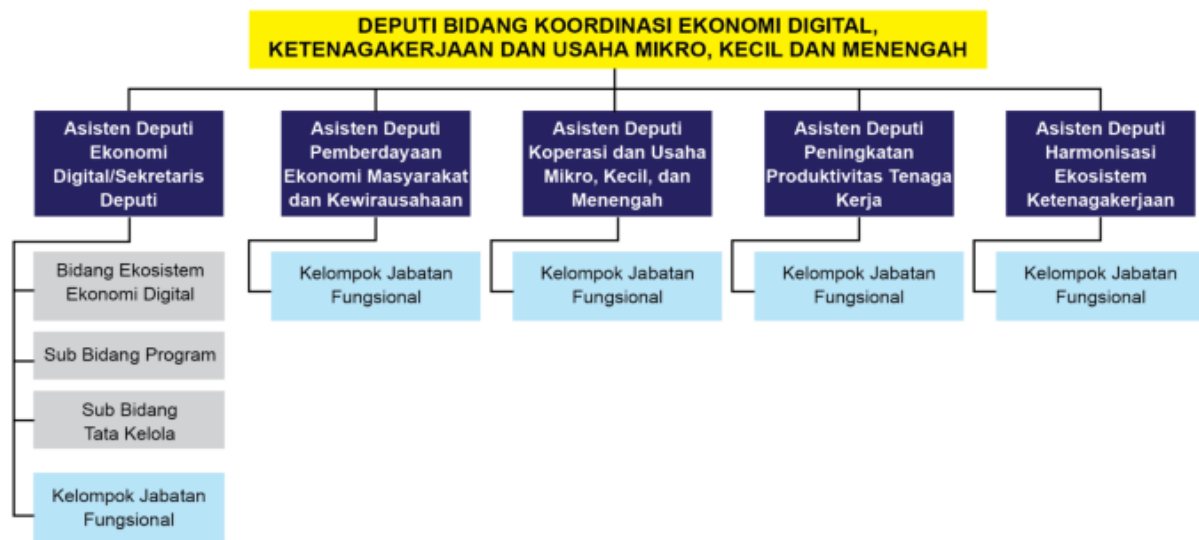 DEPUTI BIDANG KOORDINASI EKONOMI DIGITAL,
KETENAGAKERJAAN DAN USAHA MIKRO, KECIL DAN MENENGAH
Asisten Deputi
Ekonomi
Digital/Sekretaris
Deputi
Asisten Deputi
Pemberdayaan
Ekonomi Masyarakat
dan Kewirausahaan
Asisten Deputi
Koperasi dan Usaha
Mikro, Kecil, dan
Menengah
Asisten Deputi
Peningkatan
Produktivitas Tenaga
Kerja
Asisten Deputi
Harmonisasi
Ekosistem
Ketenagakerjaan
Bidang Ekosistem
Ekonomi Digital
Sub Bidang Program
Sub Bidang
Tata Kelola
Kelompok Jabatan
Fungsional
Kelompok Jabatan
Fungsional
Kelompok Jabatan
Fungsional
Kelompok Jabatan
Fungsional
Kelompok Jabatan
Fungsional